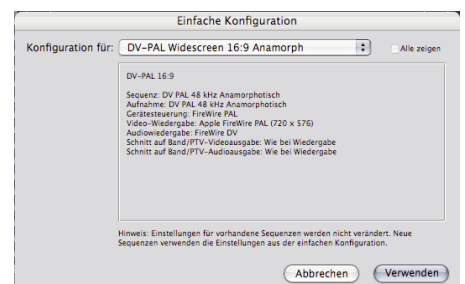 Einfache Konfiguration
Konfiguration für: DV-PAL Widescreen 16:9 Anamorph Alle zeigen
DV-PAL 16:9
Sequenz: DV PAL 48 kHz Anamorphotisch
Aufnahme: DV PAL 48 kHz Anamorphotisch
Gerätesteuerung: FireWire PAL
Video-Wiedergabe: Apple FireWire PAL (720 x 576)
Audiowiedergabe: FireWire DV
Schnitt auf Band/PTV-Videoausgabe: Wie bei Wiedergabe
Schnitt auf Band/PTV-Audioausgabe: Wie bei Wiedergabe
Hinweis: Einstellungen für vorhandene Sequenzen werden nicht verändert. Neue
Sequenzen verwenden die Einstellungen aus der einfachen Konfiguration.
Abbrechen Verwenden